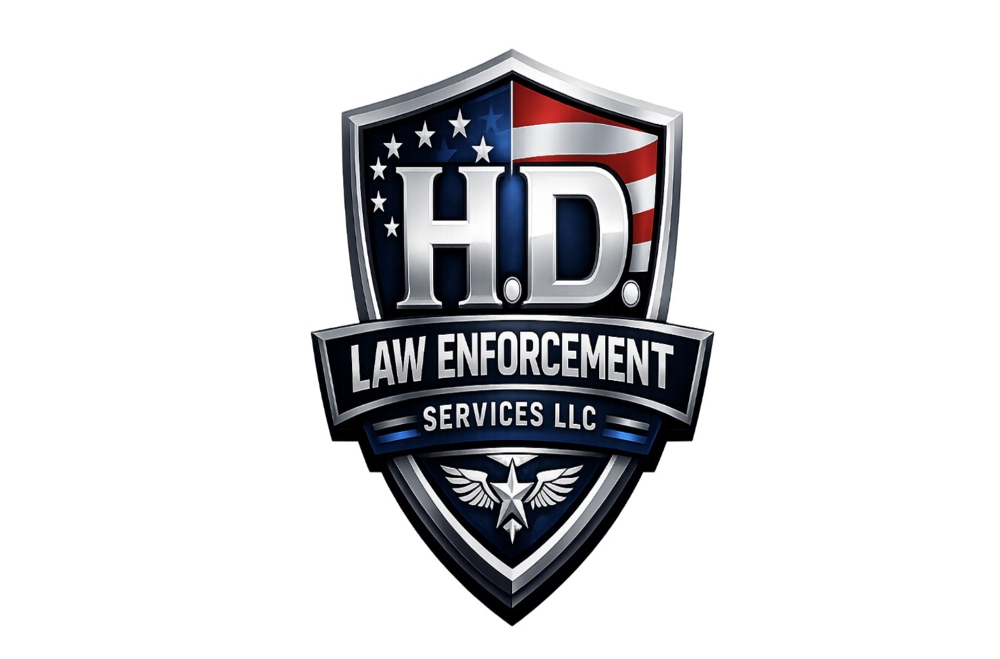 H.D.
LAW ENFORCEMENT
SERVICES LLC